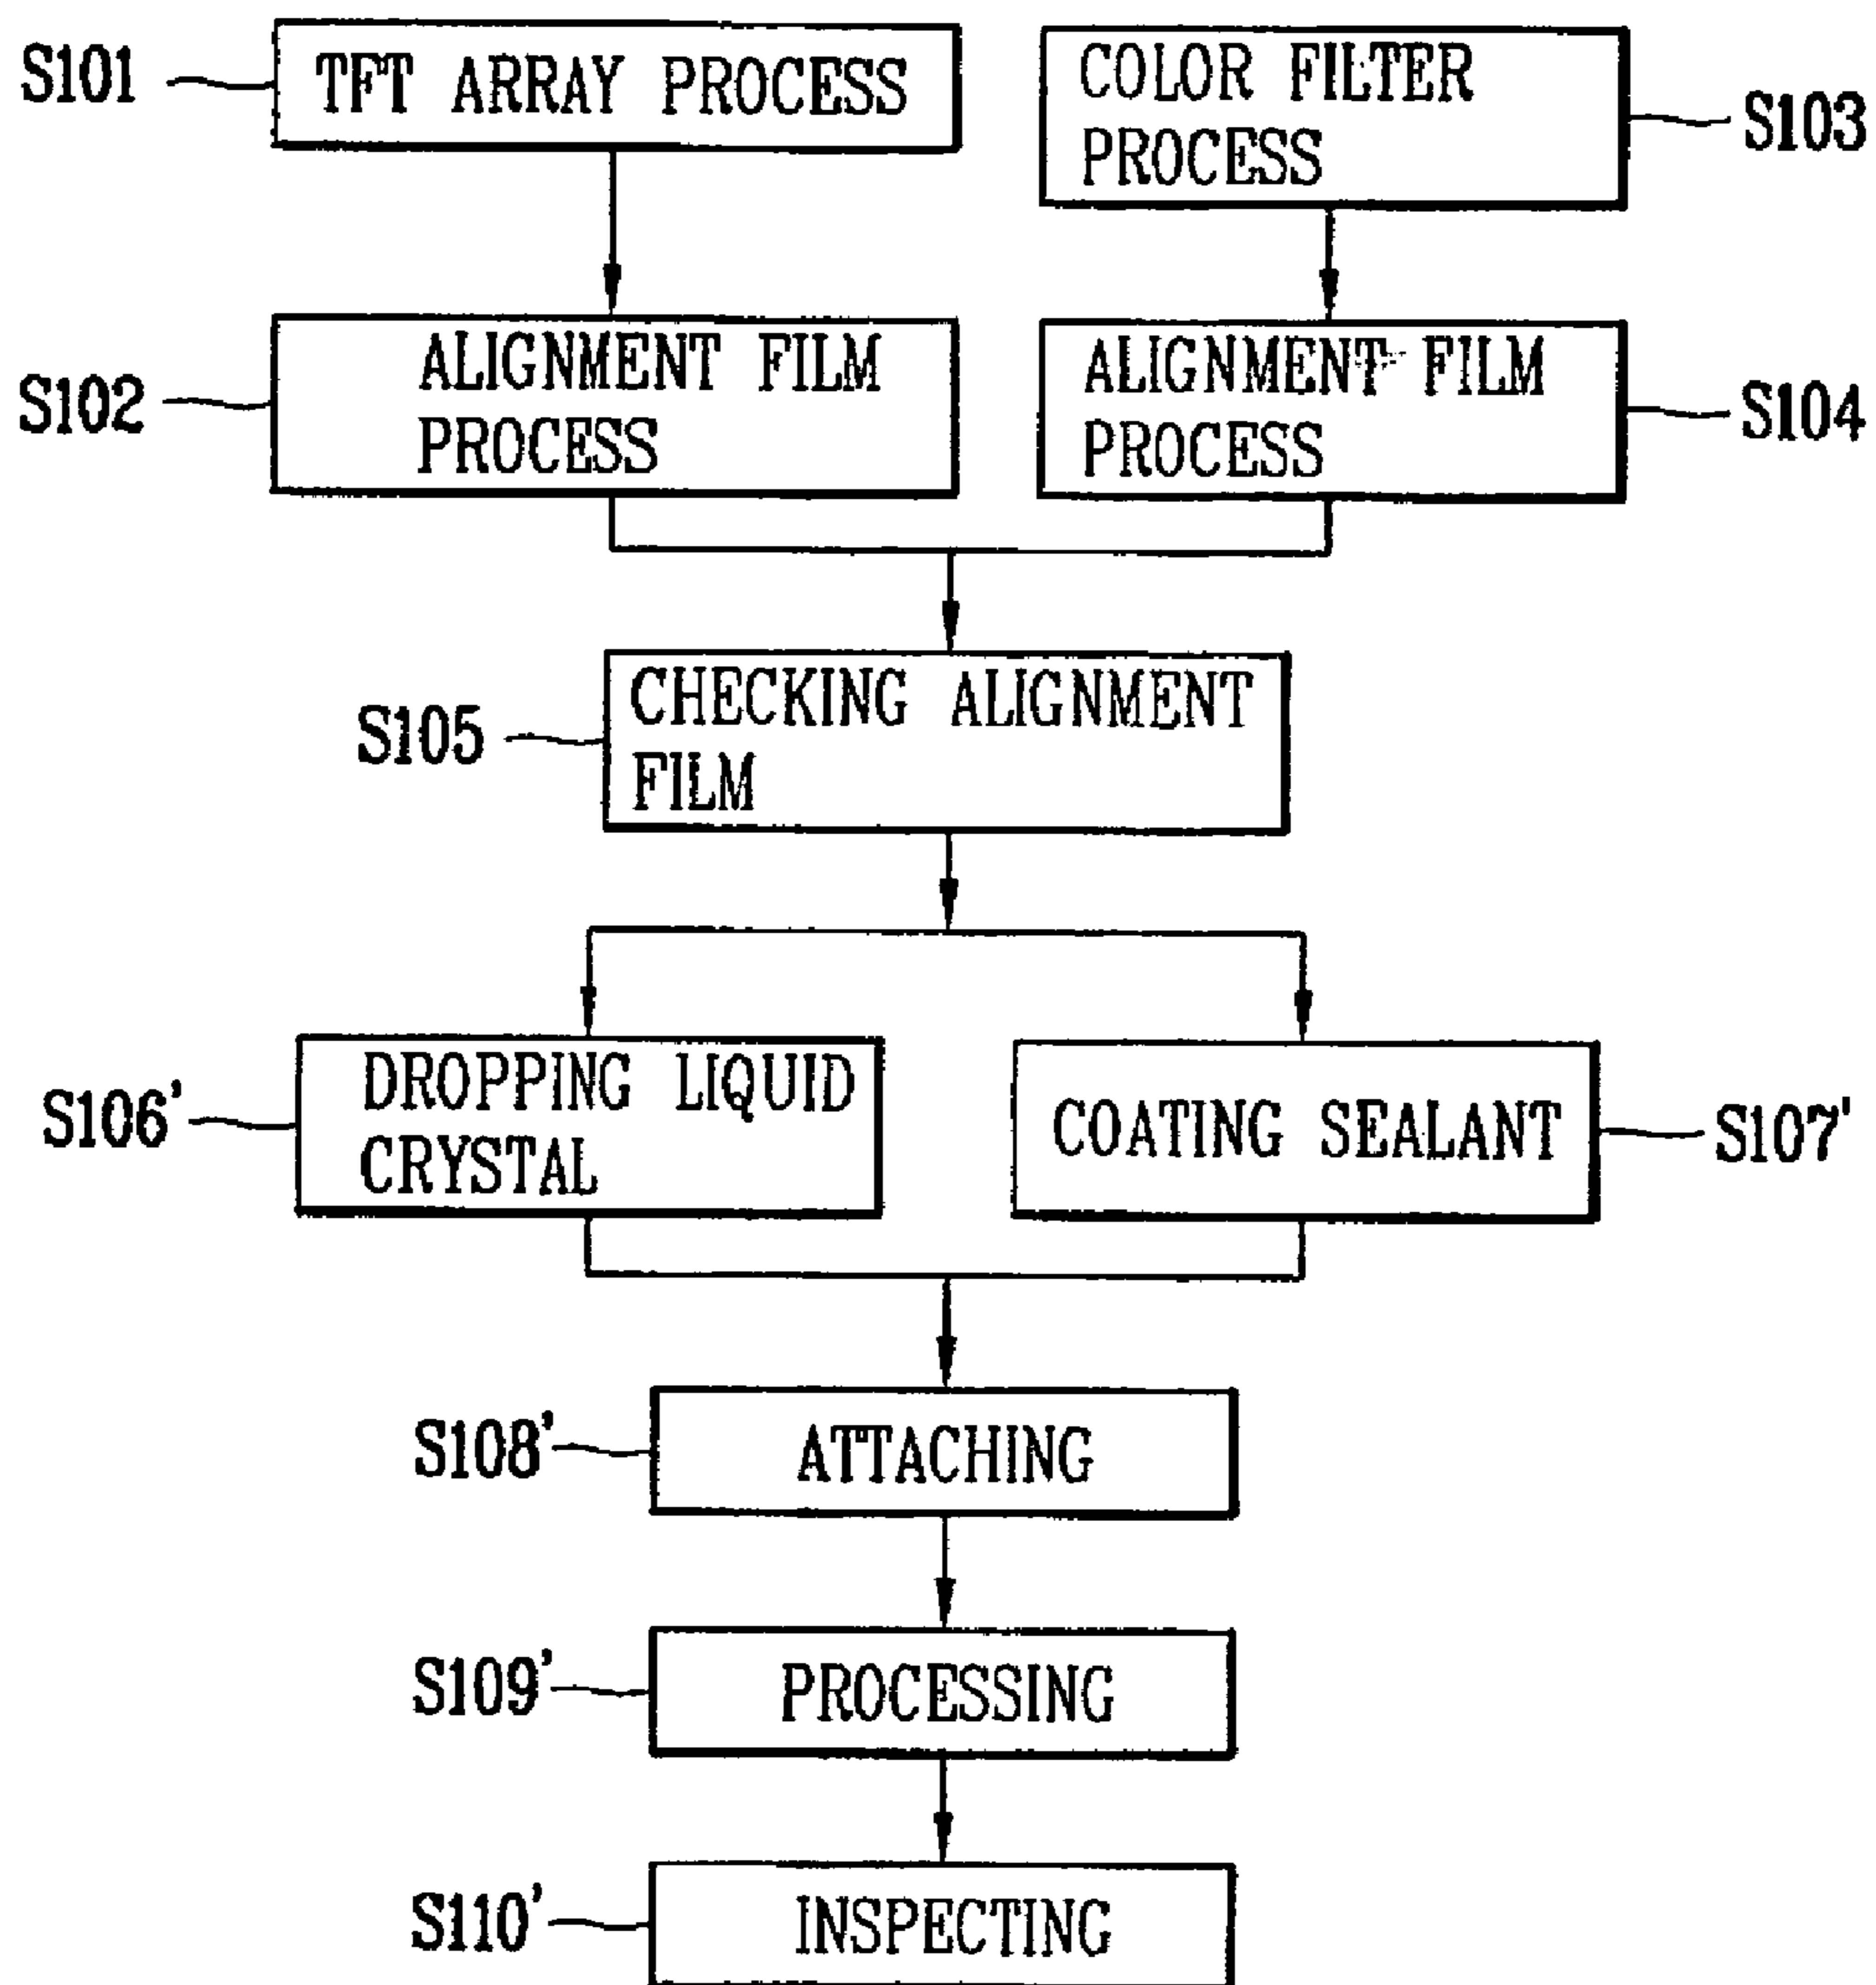 S101
TFT ARRAY PROCESS
COLOR FILTER
PROCESS
S103
S102
ALIGNMENT FILM
PROCESS
ALIGNMENT FILM
PROCESS
S104
S105
CHECKING ALIGNMENT
FILM
S106'
DROPPING LIQUID
CRYSTAL
COATING SEALANT
S107'
S108'
ATTACHING
S109'
PROCESSING
S110'
INSPECTING